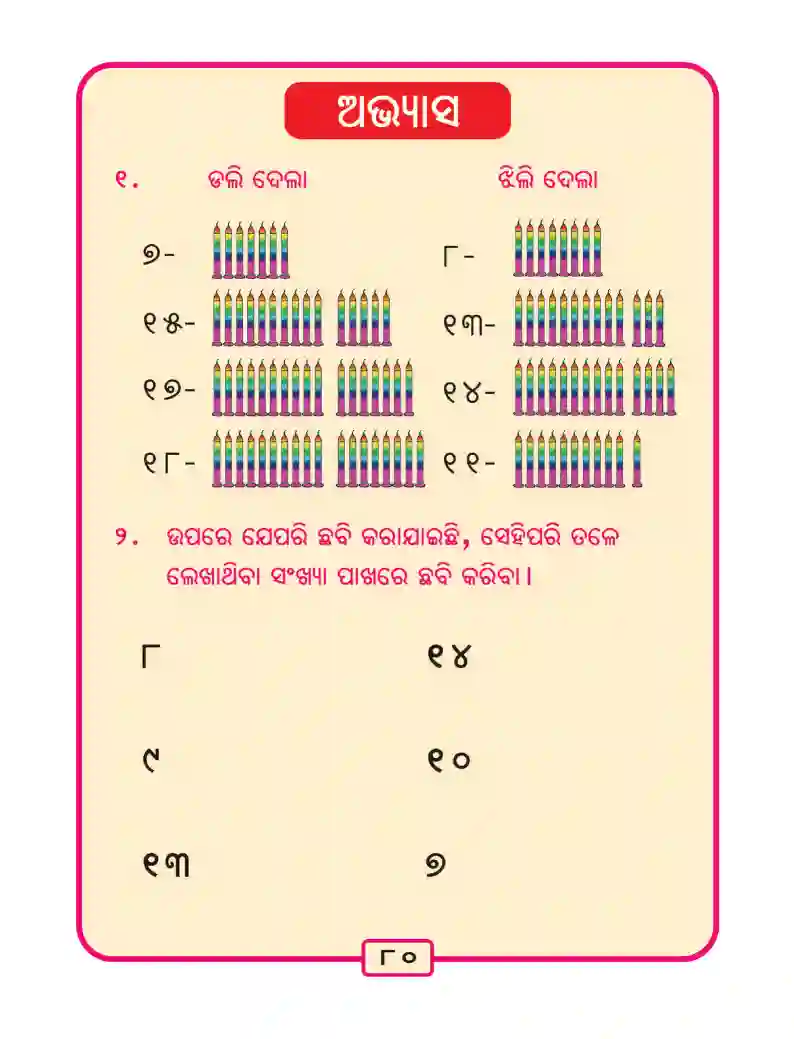 ଅଭ୍ୟାସ
୧. ଡଲି ଦେଲା ଝିଲି ଦେଲା
୭- ୮-
୧୫- ୧୩-
୧୭- ୧୪-
୧୮- ୧୧-
୨. ଉପରେ ଯେପରି ଛବି କରାଯାଇଛି, ସେହିପରି ତଳେ
ଲେଖାଥିବା ସଂଖ୍ୟା ପାଖରେ ଛବି କରିବା।
୮ ୧୪
୯ ୧୦
୧୩ ୭
୮୦